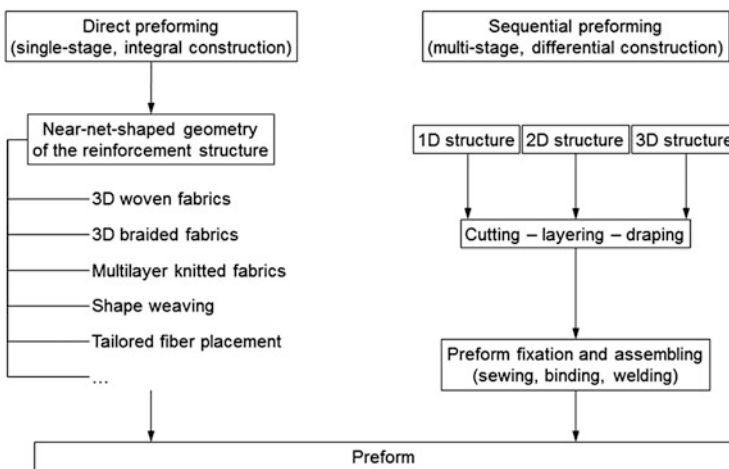 Direct preforming
(single-stage, integral construction)
Near-net-shaped geometry
of the reinforcement structure
3D woven fabrics
3D braided fabrics
Multilayer knitted fabrics
Shape weaving
Tailored fiber placement
...
Sequential preforming
(multi-stage, differential construction)
1D structure
2D structure
3D structure
Cutting – layering – draping
Preform fixation and assembling
(sewing, binding, welding)
Preform